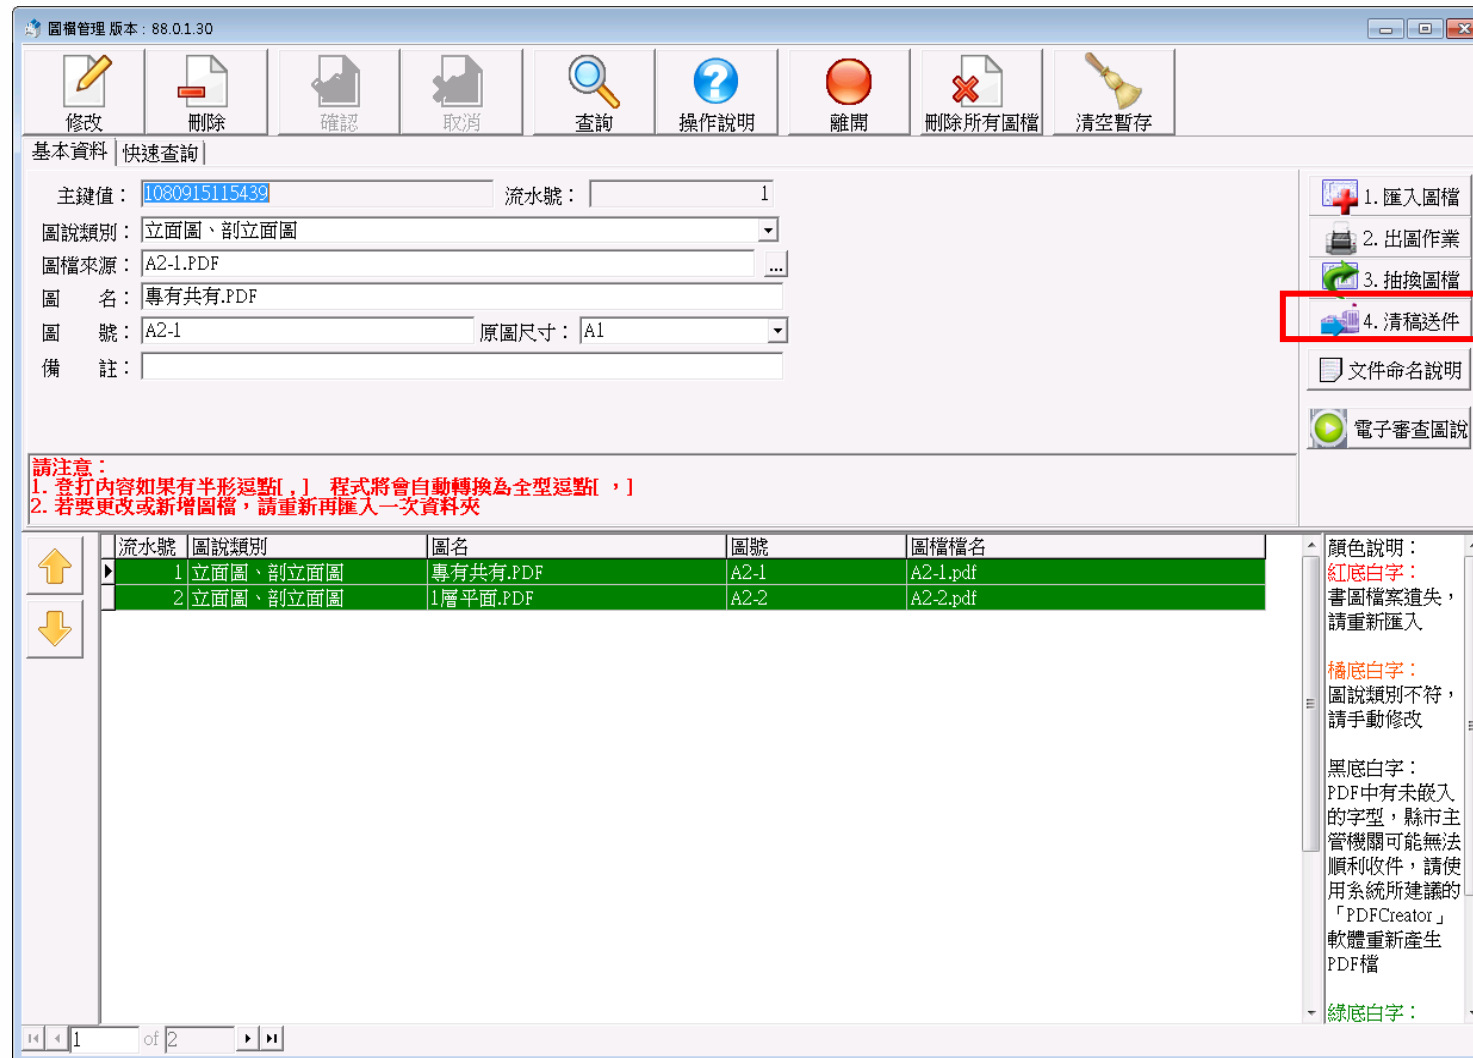 圖檔管理 版本 : 88.0.1.30
修改 刪除 確認 取消 查詢 操作說明 離開 刪除所有圖檔 清空暫存
基本資料 快速查詢
主鍵值： 1080915115439 流水號： 1
圖說類別： 立面圖、剖立面圖
圖檔來源： A2-1.PDF ...
圖 名： 專有共有.PDF
圖 號： A2-1 原圖尺寸： A1
備 註：
1. 匯入圖檔
2. 出圖作業
3. 抽換圖檔
4. 清稿送件
文件命名說明
電子審查圖說
請注意：
1. 登打內容如果有半形逗點[ , ] 程式將會自動轉換為全型逗點[ ，]
2. 若要更改或新增圖檔，請重新再匯入一次資料夾
流水號 圖說類別 圖名 圖號 圖檔檔名
1 立面圖、剖立面圖 專有共有.PDF A2-1 A2-1.pdf
2 立面圖、剖立面圖 1層平面.PDF A2-2 A2-2.pdf
顏色說明：
紅底白字：
書圖檔案遺失，
請重新匯入
橘底白字：
圖說類別不符，
請手動修改
黑底白字：
PDF中有未嵌入
的字型，縣市主
管機關可能無法
順利收件，請使
用系統所建議的
「PDFCreator」
軟體重新產生
PDF檔
綠底白字：
1 of 2